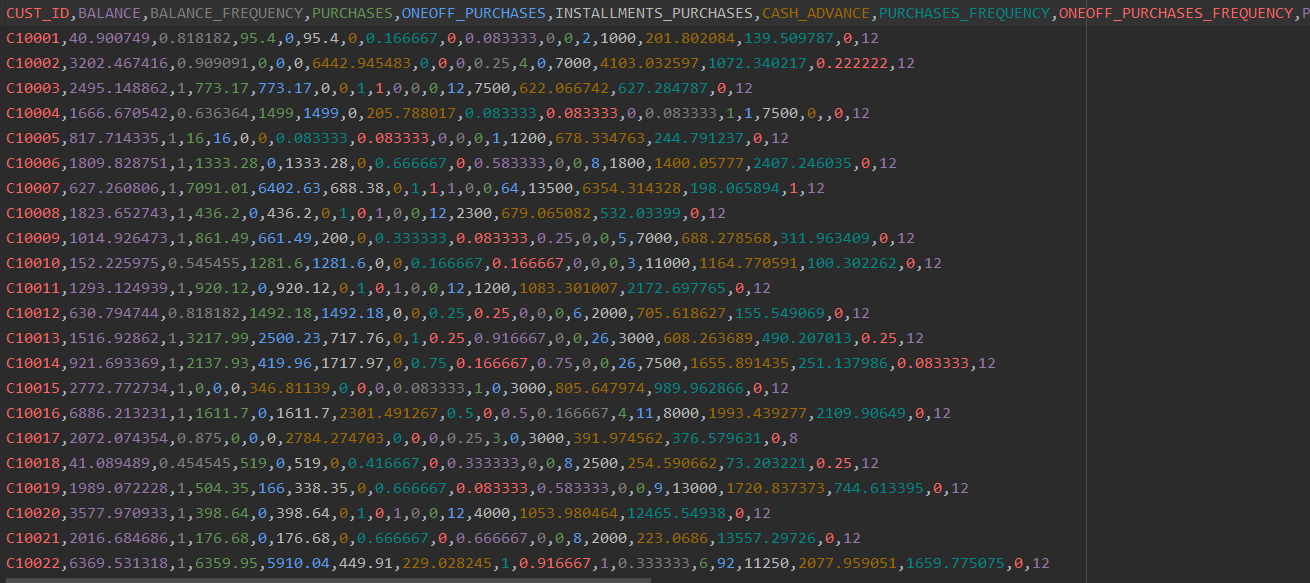 CUST_ID,BALANCE,BALANCE_FREQUENCY,PURCHASES,ONEOFF_PURCHASES,INSTALLMENTS_PURCHASES,CASH_ADVANCE,PURCHASES_FREQUENCY,ONEOFF_PURCHASES_FREQUENCY,P
C10001,40.900749,0.818182,95.4,0,95.4,0,0.166667,0,0.083333,0,0,2,1000,201.802084,139.509787,0,12
C10002,3202.467416,0.909091,0,0,0,6442.945483,0,0,0,0.25,4,0,7000,4103.032597,1072.340217,0.222222,12
C10003,2495.148862,1,773.17,773.17,0,0,1,1,0,0,0,12,7500,622.066742,627.284787,0,12
C10004,1666.670542,0.636364,1499,1499,0,205.788017,0.083333,0.083333,0,0.083333,1,1,7500,0,,0,12
C10005,817.714335,1,16,16,0,0,0.083333,0.083333,0,0,0,1,1200,678.334763,244.791237,0,12
C10006,1809.828751,1,1333.28,0,1333.28,0,0.666667,0,0.583333,0,0,8,1800,1400.05777,2407.246035,0,12
C10007,627.260806,1,7091.01,6402.63,688.38,0,1,1,1,0,0,64,13500,6354.314328,198.065894,1,12
C10008,1823.652743,1,436.2,0,436.2,0,1,0,1,0,0,12,2300,679.065082,532.03399,0,12
C10009,1014.926473,1,861.49,661.49,200,0,0.333333,0.083333,0.25,0,0,5,7000,688.278568,311.963409,0,12
C10010,152.225975,0.545455,1281.6,1281.6,0,0,0.166667,0.166667,0,0,0,3,11000,1164.770591,100.302262,0,12
C10011,1293.124939,1,920.12,0,920.12,0,1,0,1,0,0,12,1200,1083.301007,2172.697765,0,12
C10012,630.794744,0.818182,1492.18,1492.18,0,0,0.25,0.25,0,0,0,6,2000,705.618627,155.549069,0,12
C10013,1516.92862,1,3217.99,2500.23,717.76,0,1,0.25,0.916667,0,0,26,3000,608.263689,490.207013,0.25,12
C10014,921.693369,1,2137.93,419.96,1717.97,0,0.75,0.166667,0.75,0,0,26,7500,1655.891435,251.137986,0.083333,12
C10015,2772.772734,1,0,0,0,346.81139,0,0,0,0.083333,1,0,3000,805.647974,989.962866,0,12
C10016,6886.213231,1,1611.7,0,1611.7,2301.491267,0.5,0,0.5,0.166667,4,11,8000,1993.439277,2109.90649,0,12
C10017,2072.074354,0.875,0,0,0,2784.274703,0,0,0,0.25,3,0,3000,391.974562,376.579631,0,8
C10018,41.089489,0.454545,519,0,519,0,0.416667,0,0.333333,0,0,8,2500,254.590662,73.203221,0.25,12
C10019,1989.072228,1,504.35,166,338.35,0,0.666667,0.083333,0.583333,0,0,9,13000,1720.837373,744.613395,0,12
C10020,3577.970933,1,398.64,0,398.64,0,1,0,1,0,0,12,4000,1053.980464,12465.54938,0,12
C10021,2016.684686,1,176.68,0,176.68,0,0.666667,0,0.666667,0,0,8,2000,223.0686,13557.29726,0,12
C10022,6369.531318,1,6359.95,5910.04,449.91,229.028245,1,0.916667,1,0.333333,6,92,11250,2077.959051,1659.775075,0,12